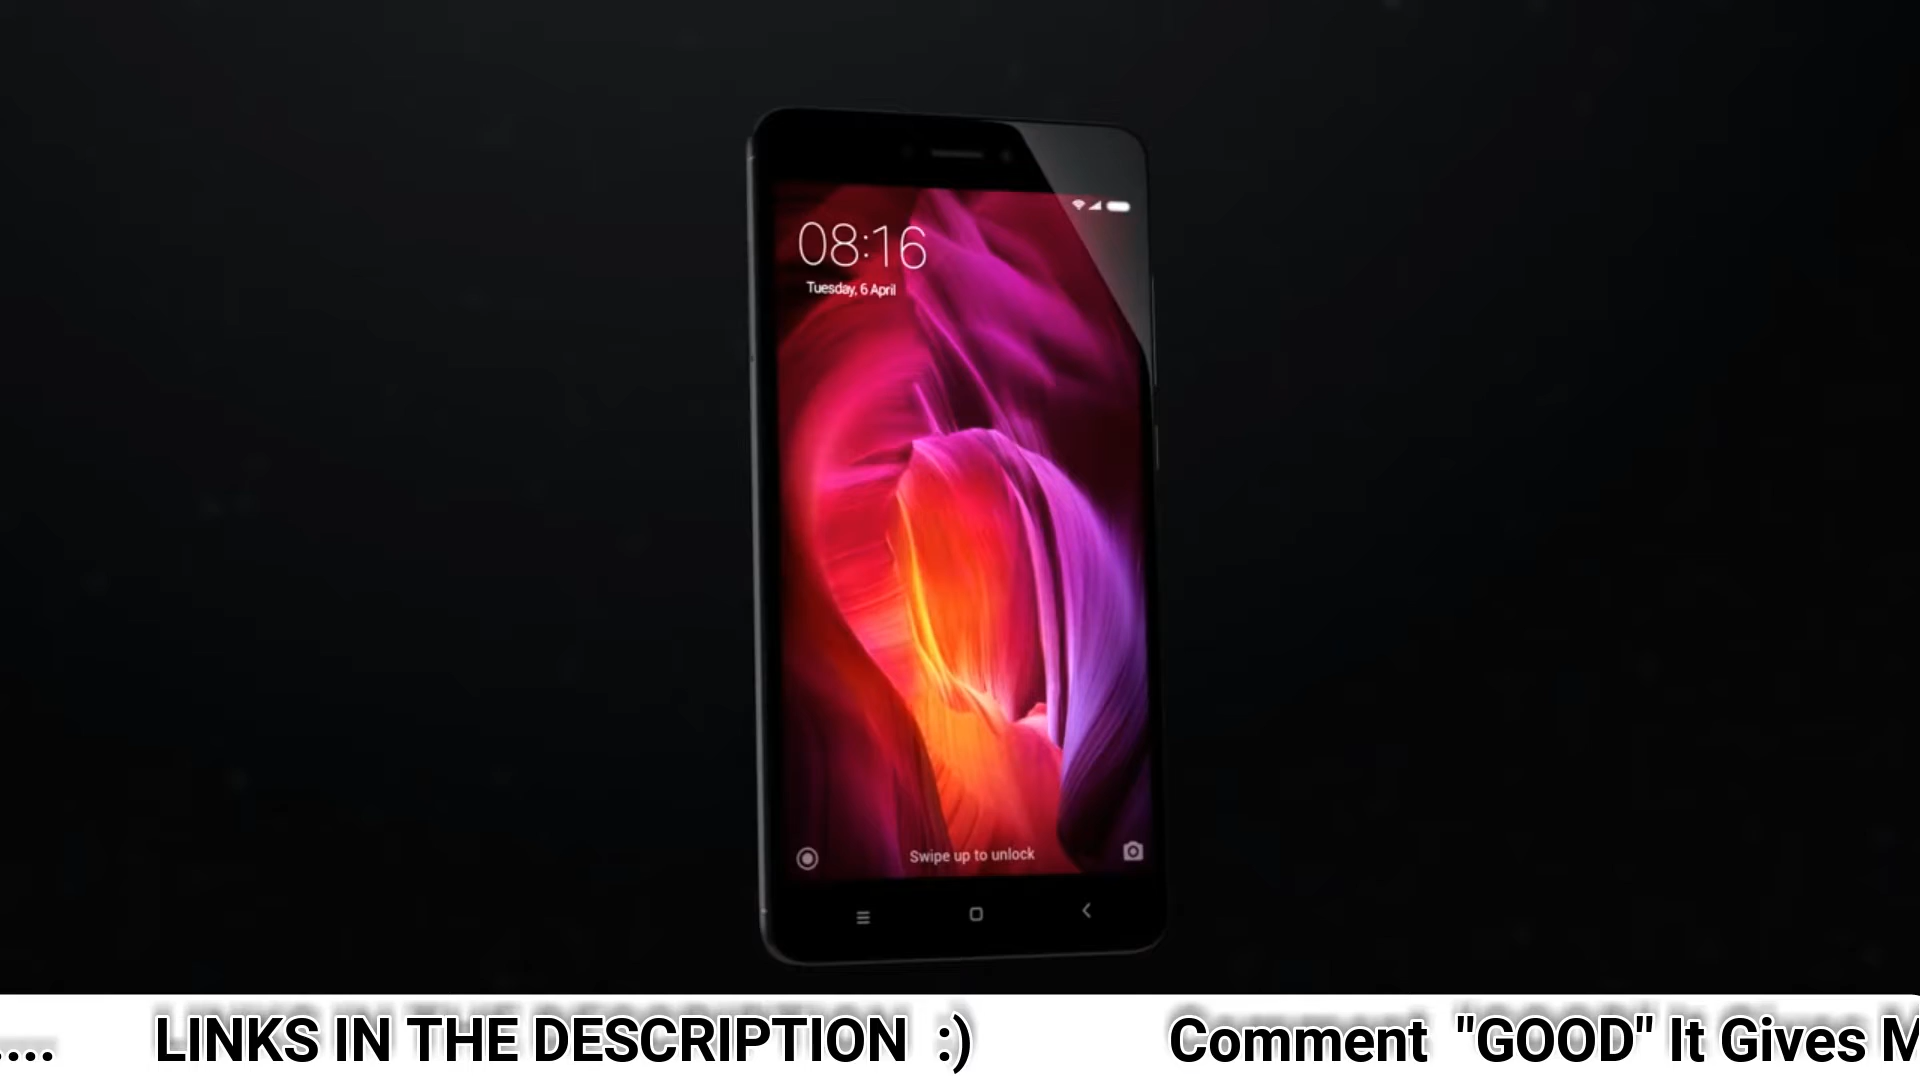 08:16
Tuesday, 6 April
Swipe up to unlock
.... LINKS IN THE DESCRIPTION :) Comment "GOOD" It Gives M